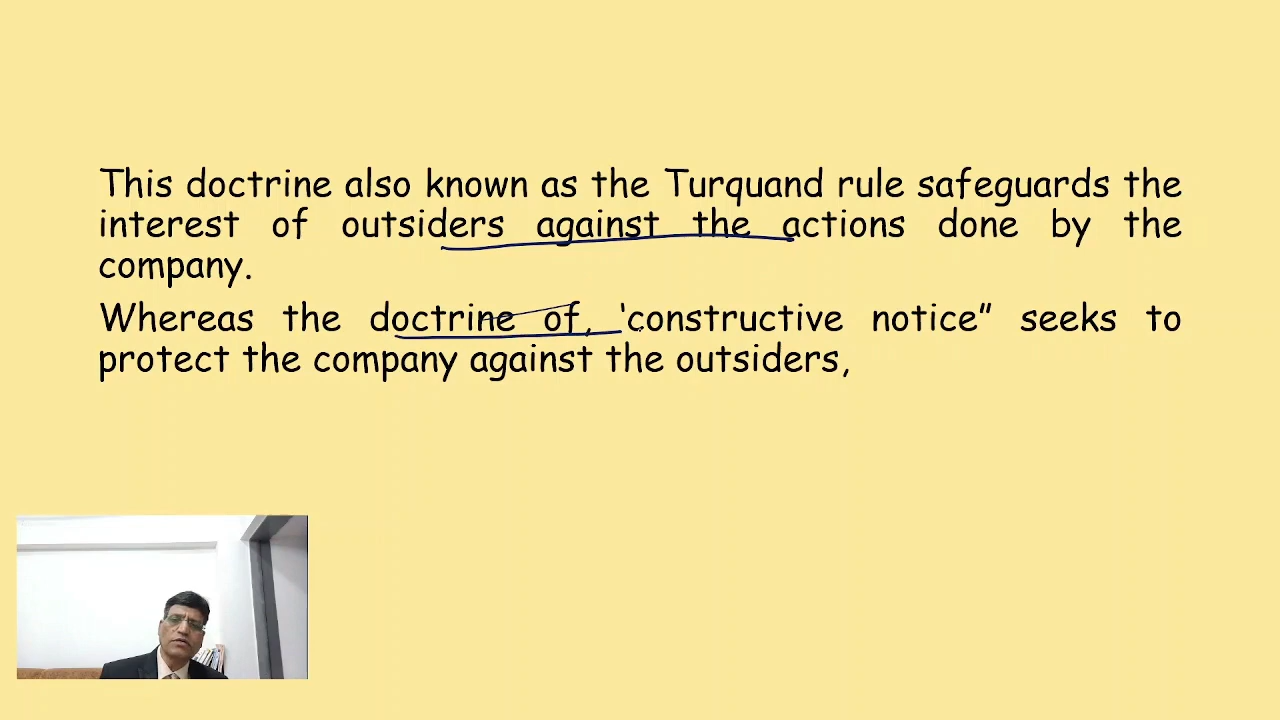 This doctrine also known as the Turquand rule safeguards the
interest of outsiders against the actions done by the
company.
Whereas the doctrine of, ‘constructive notice” seeks to
protect the company against the outsiders,